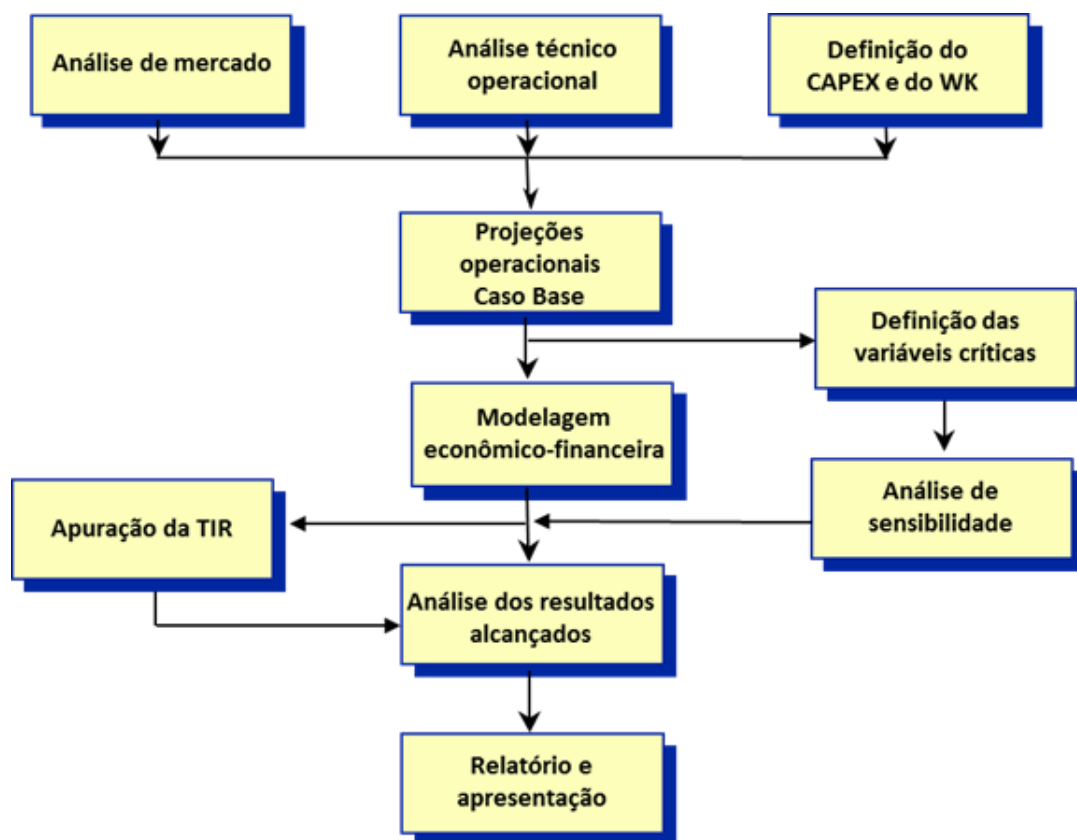 Análise de mercado
Análise técnico
operacional
Definição do
CAPEX e do WK
Projeções
operacionais
Caso Base
Definição das
variáveis críticas
Modelagem
econômico-financeira
Análise de
sensibilidade
Apuração da TIR
Análise dos resultados
alcançados
Relatório e
apresentação